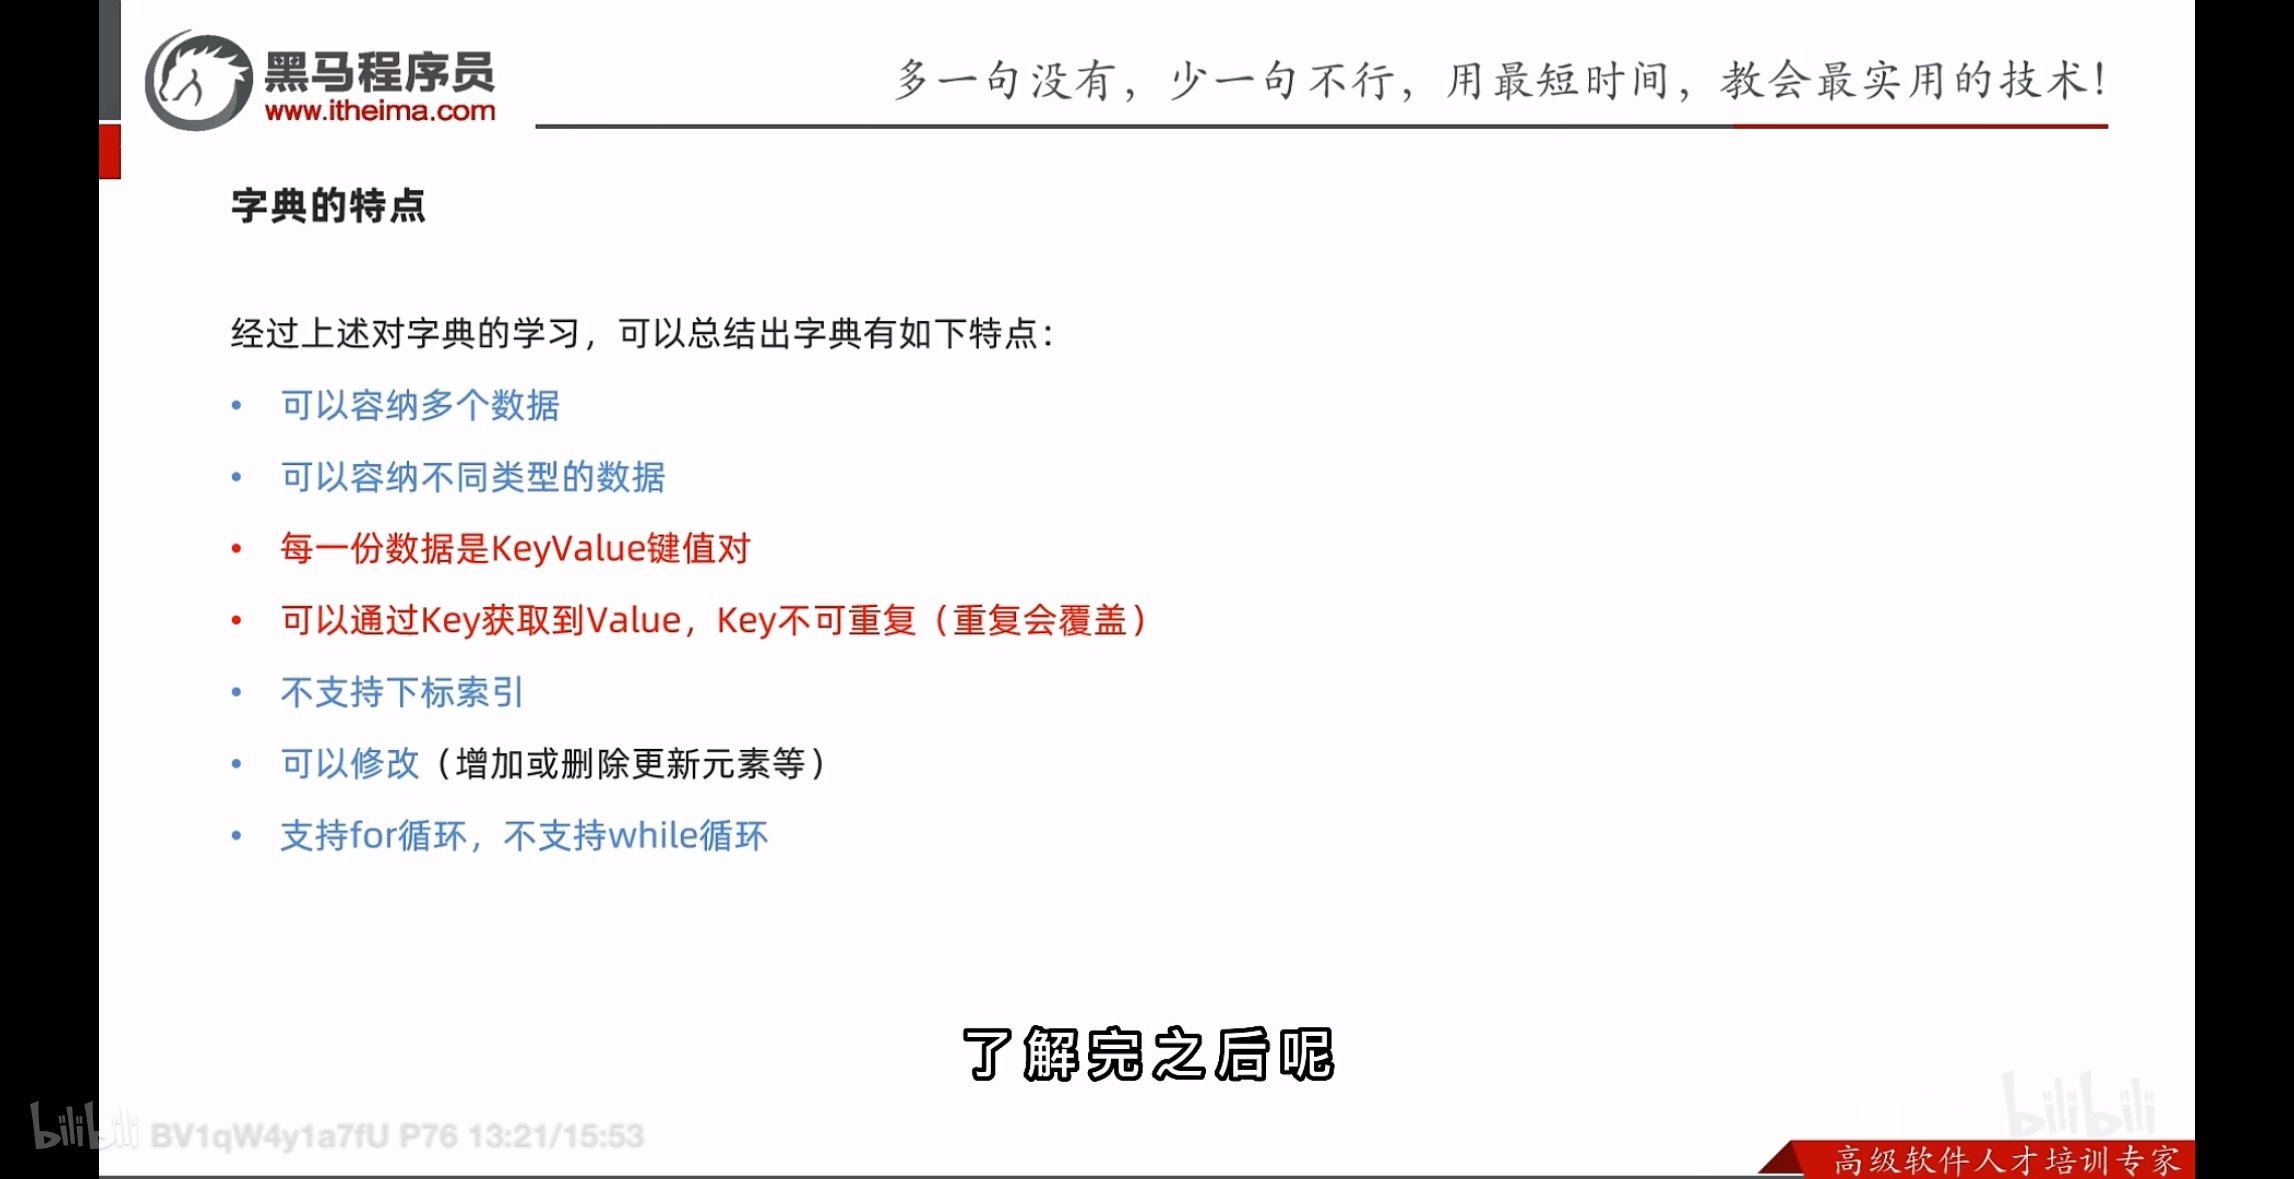 黑马程序员
www.itheima.com
多一句没有，少一句不行，用最短时间，教会最实用的技术！
字典的特点
经过上述对字典的学习，可以总结出字典有如下特点：
• 可以容纳多个数据
• 可以容纳不同类型的数据
• 每一份数据是KeyValue键值对
• 可以通过Key获取到Value，Key不可重复（重复会覆盖）
• 不支持下标索引
• 可以修改（增加或删除更新元素等）
• 支持for循环，不支持while循环
了解完之后呢
bilibili BV1qW4y1a7fU P76 13:21/15:53
bilibili
高级软件人才培训专家